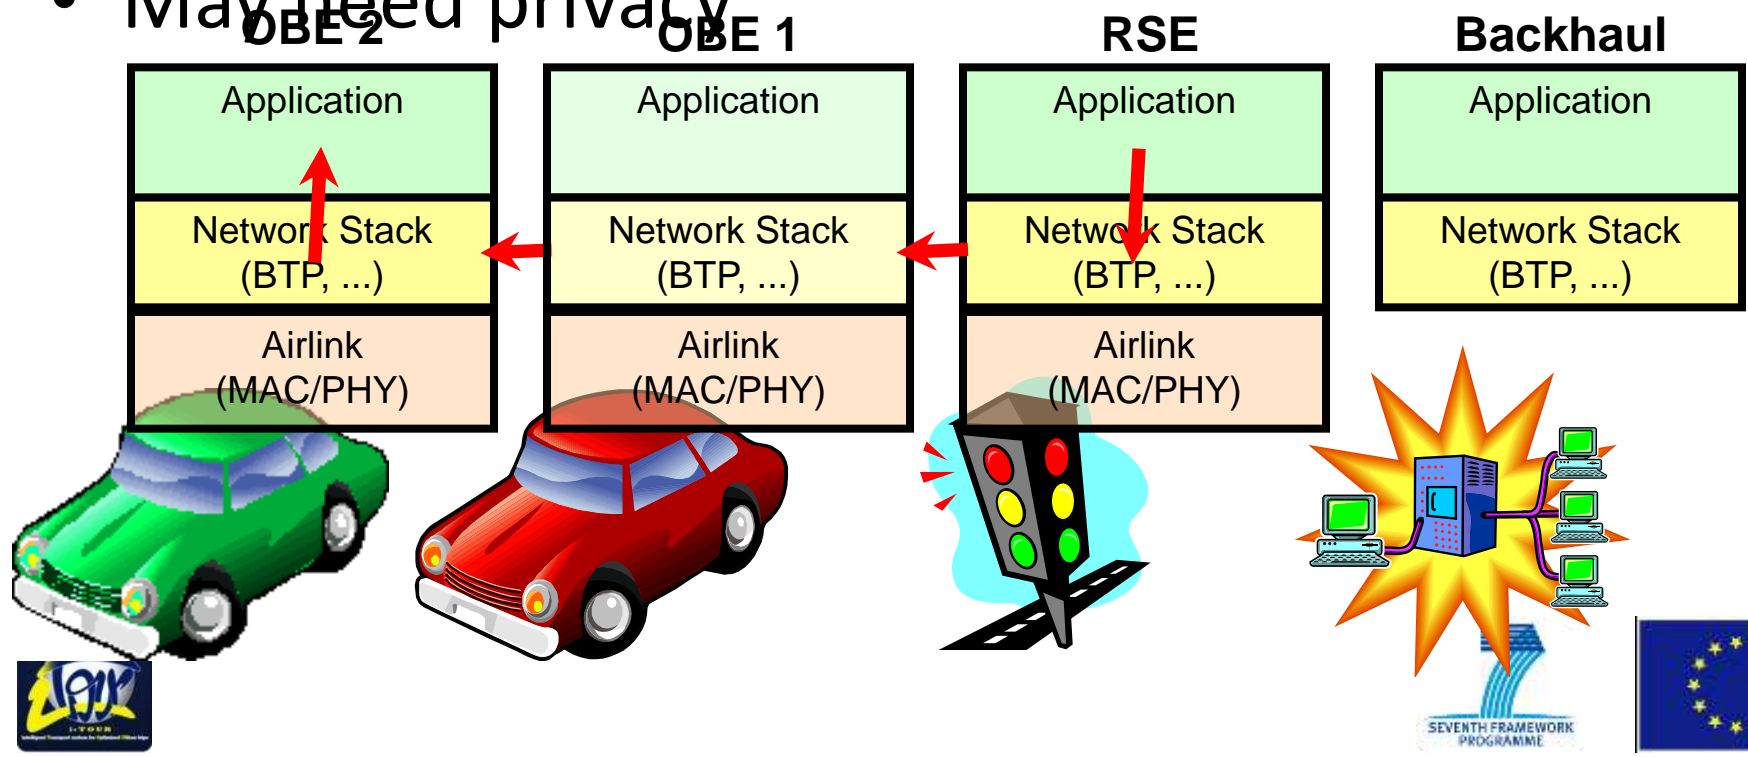 • May need privacy
OBE 2
OBE 1
RSE
Backhaul
Application
Application
Application
Application
Network Stack
(BTP, ...)
Network Stack
(BTP, ...)
Network Stack
(BTP, ...)
Network Stack
(BTP, ...)
Airlink
(MAC/PHY)
Airlink
(MAC/PHY)
Airlink
(MAC/PHY)
i-TOUR
SEVENTH FRAMEWORK
PROGRAMME